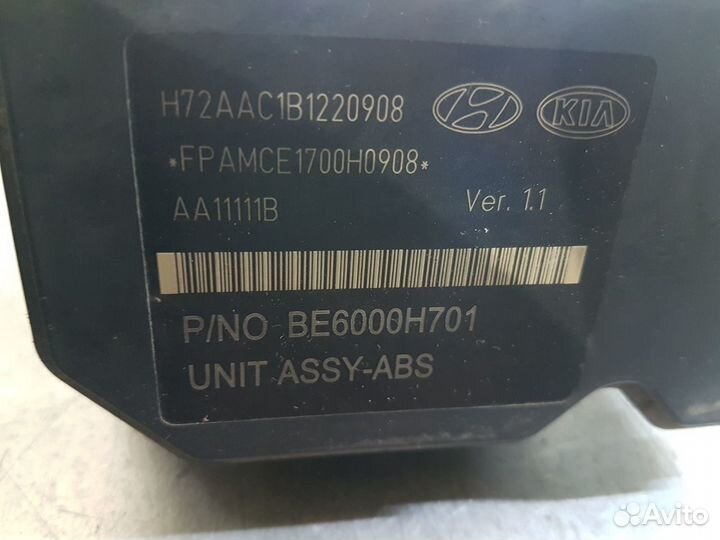 H72AAC1B1220908
KIA
*FPAMCE1700H0908*
AA11111B Ver. 1.1
P/NO BE6000H701
UNIT ASSY-ABS
Avito